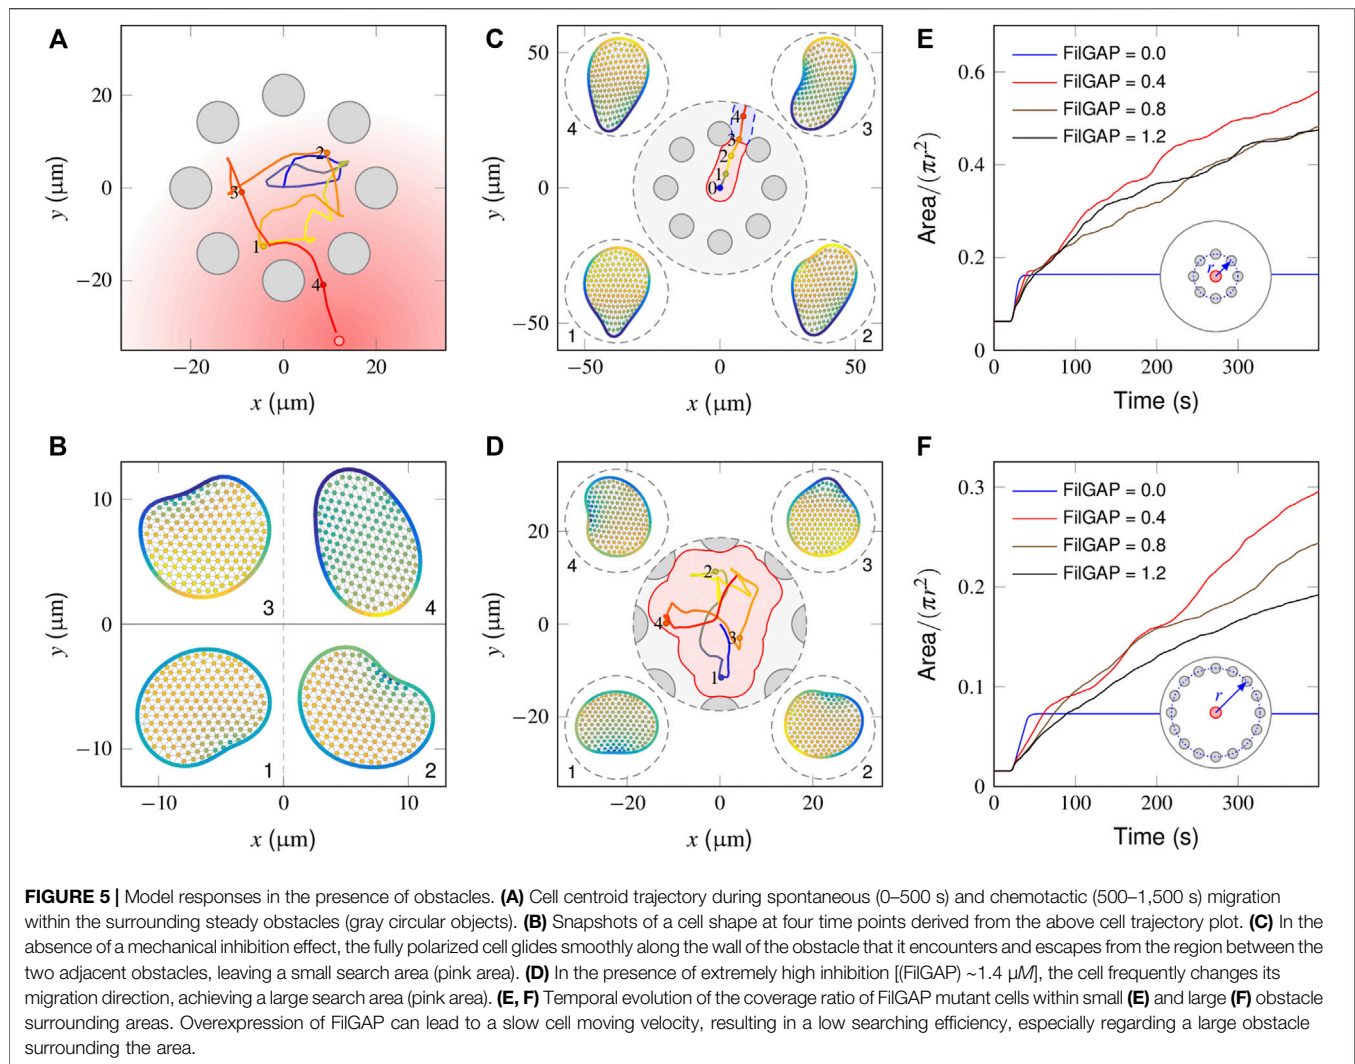 A
20
0
−20
y (μm)
2
3
1
4
−20
0
20
x (μm)
B
10
0
−10
y (μm)
3
4
1
2
−10
0
10
x (μm)
C
50
0
−50
y (μm)
4
3
4
3
2
1
0
1
2
−50
0
50
x (μm)
D
20
0
−20
y (μm)
4
3
2
4
3
1
1
2
−20
0
20
x (μm)
E
0.6
0.4
0.2
0
Area/(πr²)
FilGAP = 0.0
FilGAP = 0.4
FilGAP = 0.8
FilGAP = 1.2
r
0
100
200
300
Time (s)
F
0.3
0.2
0.1
0
Area/(πr²)
FilGAP = 0.0
FilGAP = 0.4
FilGAP = 0.8
FilGAP = 1.2
r
0
100
200
300
Time (s)
FIGURE 5 | Model responses in the presence of obstacles. (A) Cell centroid trajectory during spontaneous (0–500 s) and chemotactic (500–1,500 s) migration
within the surrounding steady obstacles (gray circular objects). (B) Snapshots of a cell shape at four time points derived from the above cell trajectory plot. (C) In the
absence of a mechanical inhibition effect, the fully polarized cell glides smoothly along the wall of the obstacle that it encounters and escapes from the region between the
two adjacent obstacles, leaving a small search area (pink area). (D) In the presence of extremely high inhibition [(FilGAP) ~1.4 μM], the cell frequently changes its
migration direction, achieving a large search area (pink area). (E, F) Temporal evolution of the coverage ratio of FilGAP mutant cells within small (E) and large (F) obstacle
surrounding areas. Overexpression of FilGAP can lead to a slow cell moving velocity, resulting in a low searching efficiency, especially regarding a large obstacle
surrounding the area.